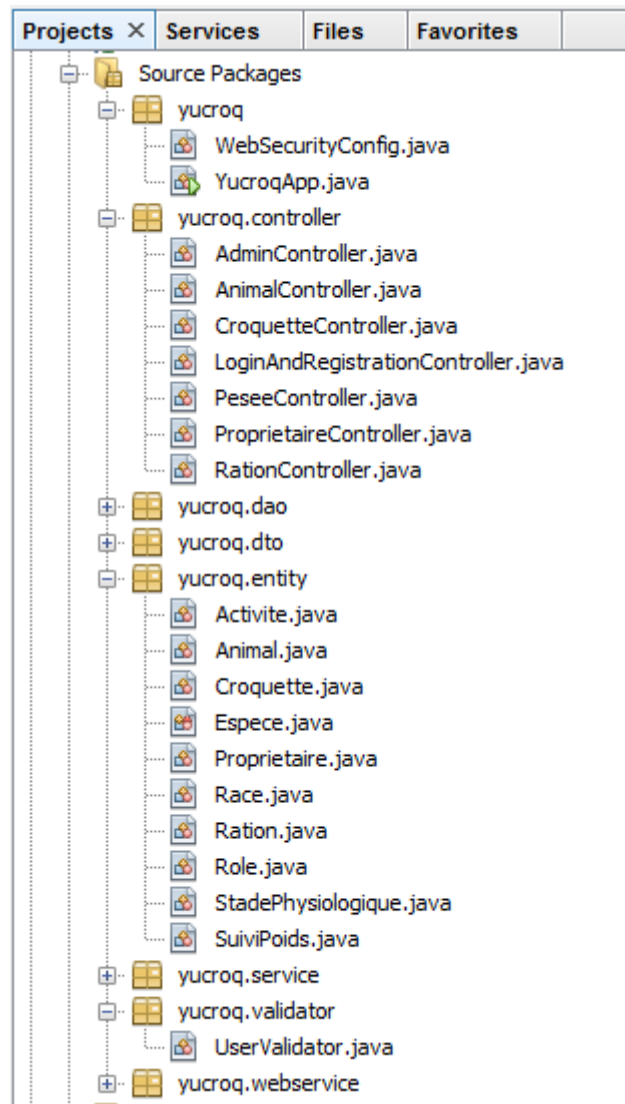 Projects Services Files Favorites
Source Packages
yucroq
WebSecurityConfig.java
YucroqApp.java
yucroq.controller
AdminController.java
AnimalController.java
CroquetteController.java
LoginAndRegistrationController.java
PeseeController.java
ProprietaireController.java
RationController.java
yucroq.dao
yucroq.dto
yucroq.entity
Activite.java
Animal.java
Croquette.java
Espece.java
Proprietaire.java
Race.java
Ration.java
Role.java
StadePhysiologique.java
SuiviPoids.java
yucroq.service
yucroq.validator
UserValidator.java
yucroq.webservice